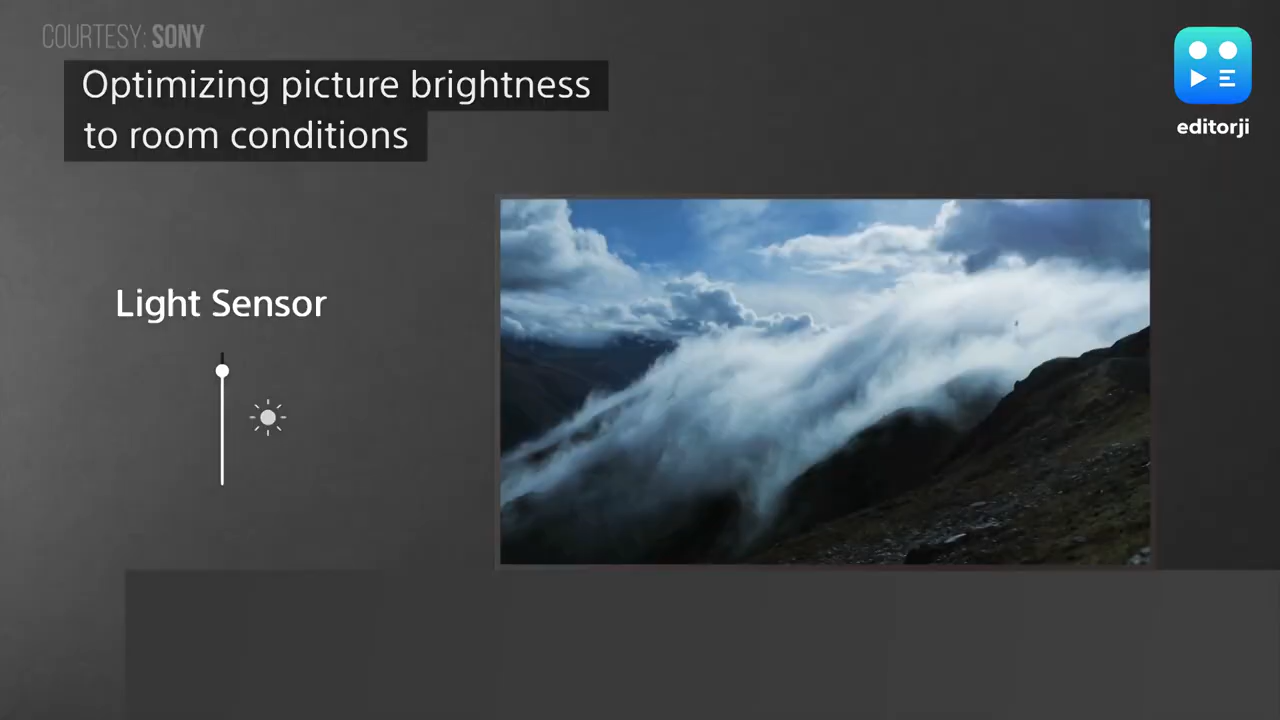 COURTESY: SONY
Optimizing picture brightness
to room conditions
editorji
Light Sensor